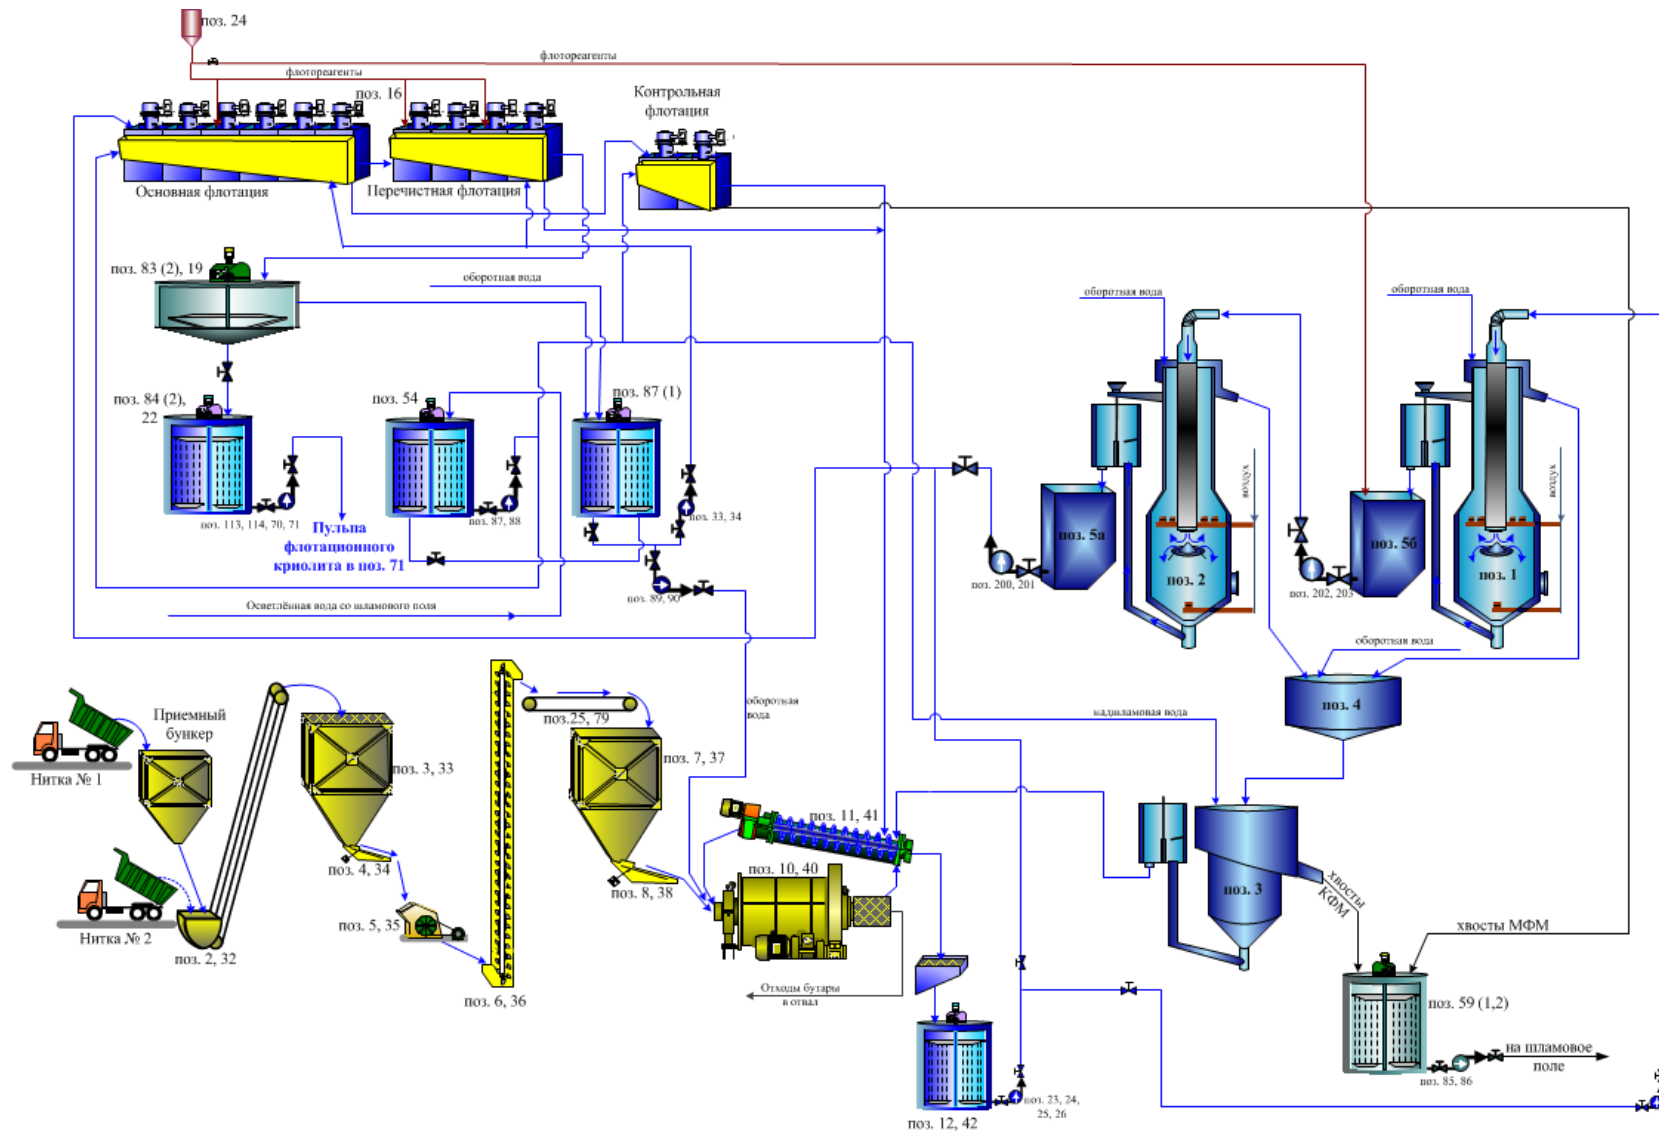 поз. 24
флотореагенты
флотореагенты
поз. 16
Контрольная
флотация
Основная флотация
Перечистная флотация
поз. 83 (2), 19
оборотная вода
оборотная вода
оборотная вода
поз. 84 (2),
22
поз. 54
поз. 87 (1)
воздух
воздух
поз. 113, 114, 70, 71
поз. 87, 88
поз. 33, 34
Пульпа
флотационного
криолита в поз. 71
поз. 5а
поз. 2
поз. 5б
поз. 1
поз. 200, 201
поз. 202, 203
поз. 89, 90
Осветлённая вода со шламового поля
оборотная вода
поз. 4
надшламовая вода
оборотная
вода
Приемный
бункер
поз.25, 79
Нитка № 1
поз. 3, 33
поз. 7, 37
поз. 11, 41
поз. 4, 34
поз. 8, 38
поз. 10, 40
поз. 3
хвосты
КФМ
поз. 5, 35
Нитка № 2
поз. 2, 32
хвосты МФМ
поз. 6, 36
Отходы бутары
в отвал
поз. 59 (1,2)
на шламовое
поле
поз. 85, 86
поз. 23, 24,
25, 26
поз. 12, 42